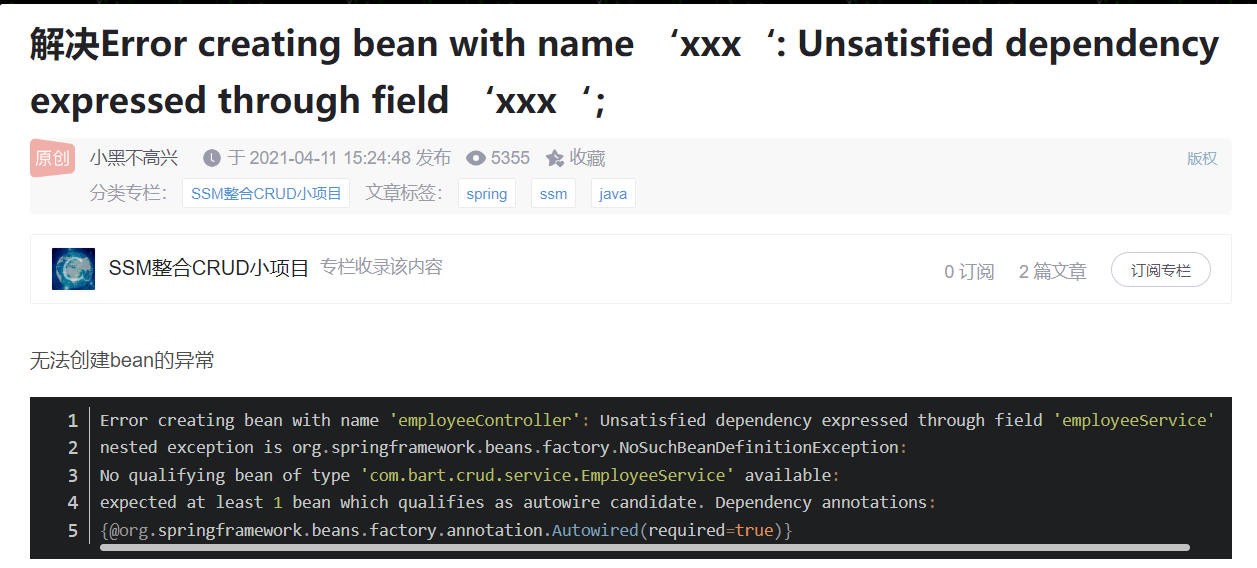 解决Error creating bean with name ‘xxx‘: Unsatisfied dependency
expressed through field ‘xxx‘;
原创 小黑不高兴 于 2021-04-11 15:24:48 发布 5355 收藏 版权
分类专栏： SSM整合CRUD小项目 文章标签： spring ssm java
SSM整合CRUD小项目 专栏收录该内容 0 订阅 2 篇文章 订阅专栏
无法创建bean的异常
1 Error creating bean with name 'employeeController': Unsatisfied dependency expressed through field 'employeeService'
2 nested exception is org.springframework.beans.factory.NoSuchBeanDefinitionException:
3 No qualifying bean of type 'com.bart.crud.service.EmployeeService' available:
4 expected at least 1 bean which qualifies as autowire candidate. Dependency annotations:
5 {@org.springframework.beans.factory.annotation.Autowired(required=true)}